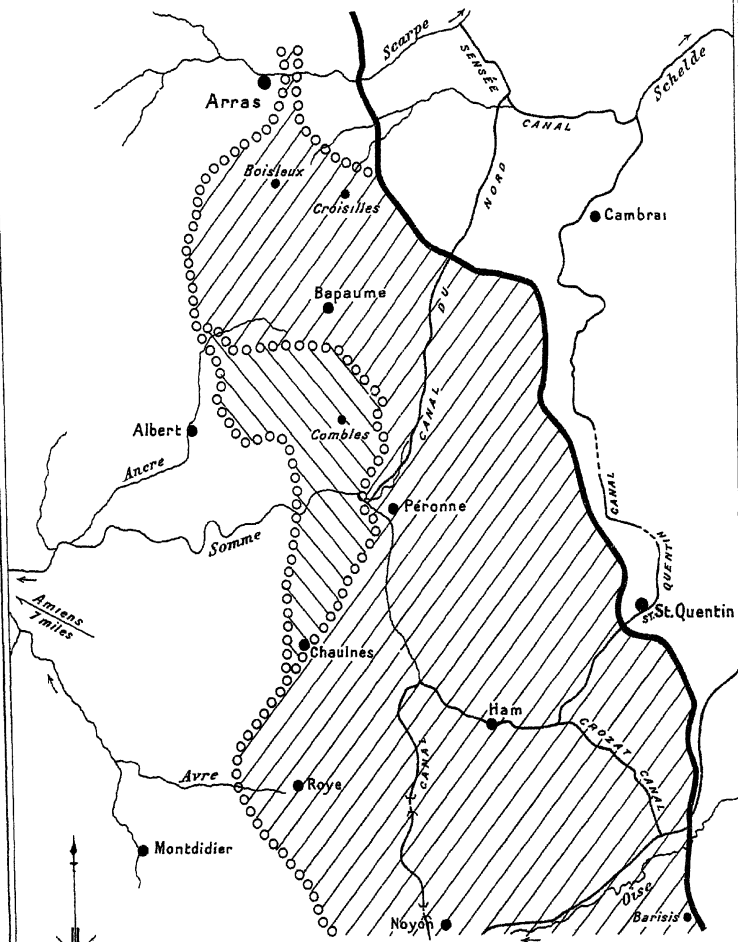 Scarpe
SENSÉE
Schelde
Arras
CANAL
Boisleux
Croisilles
NORD
Cambrai
Bapaume
DU
CANAL
Albert
Combles
Ancre
CANAL
Péronne
Somme
QUENTIN
Amiens
7 miles
ST.
St.Quentin
Chaulnes
Ham
CROZAT CANAL
CANAL
Avre
Roye
Montdidier
Oise
Noyon
Barisis